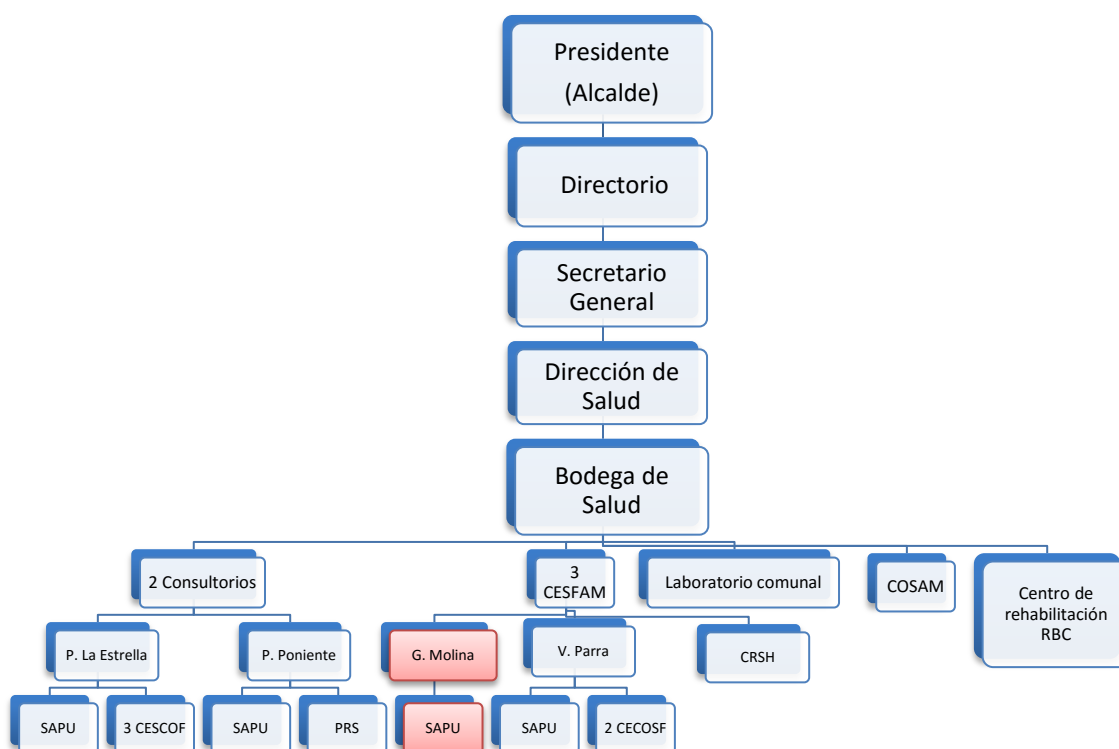 Presidente
(Alcalde)
Directorio
Secretario
General
Dirección de
Salud
Bodega de
Salud
2 Consultorios
3
CESFAM
Laboratorio comunal
COSAM
Centro de
rehabilitación
RBC
P. La Estrella
P. Poniente
G. Molina
V. Parra
CRSH
SAPU
3 CESCOF
SAPU
PRS
SAPU
SAPU
2 CECOSF